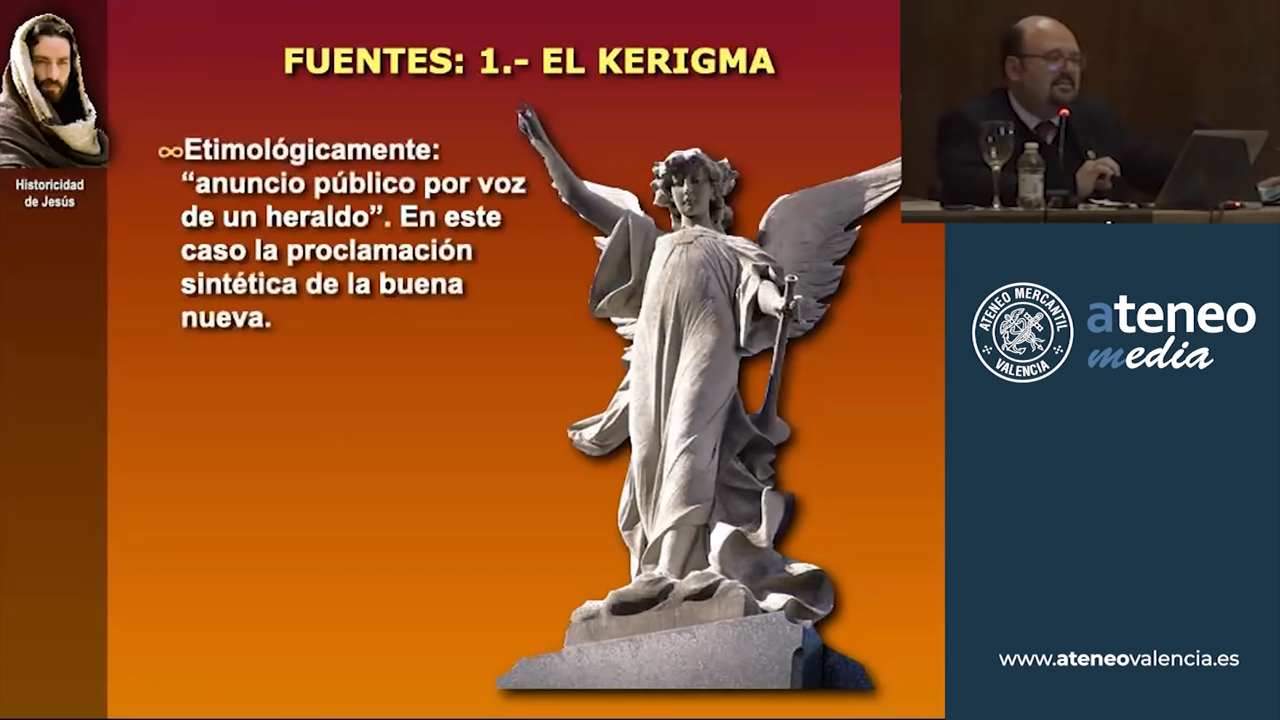 FUENTES: 1.- EL KERIGMA
Historicidad
de Jesús
∞Etimológicamente:
“anuncio público por voz
de un heraldo”. En este
caso la proclamación
sintética de la buena
nueva.
ATENEO MERCANTIL
VALENCIA
ateneo
media
www.ateneovalencia.es